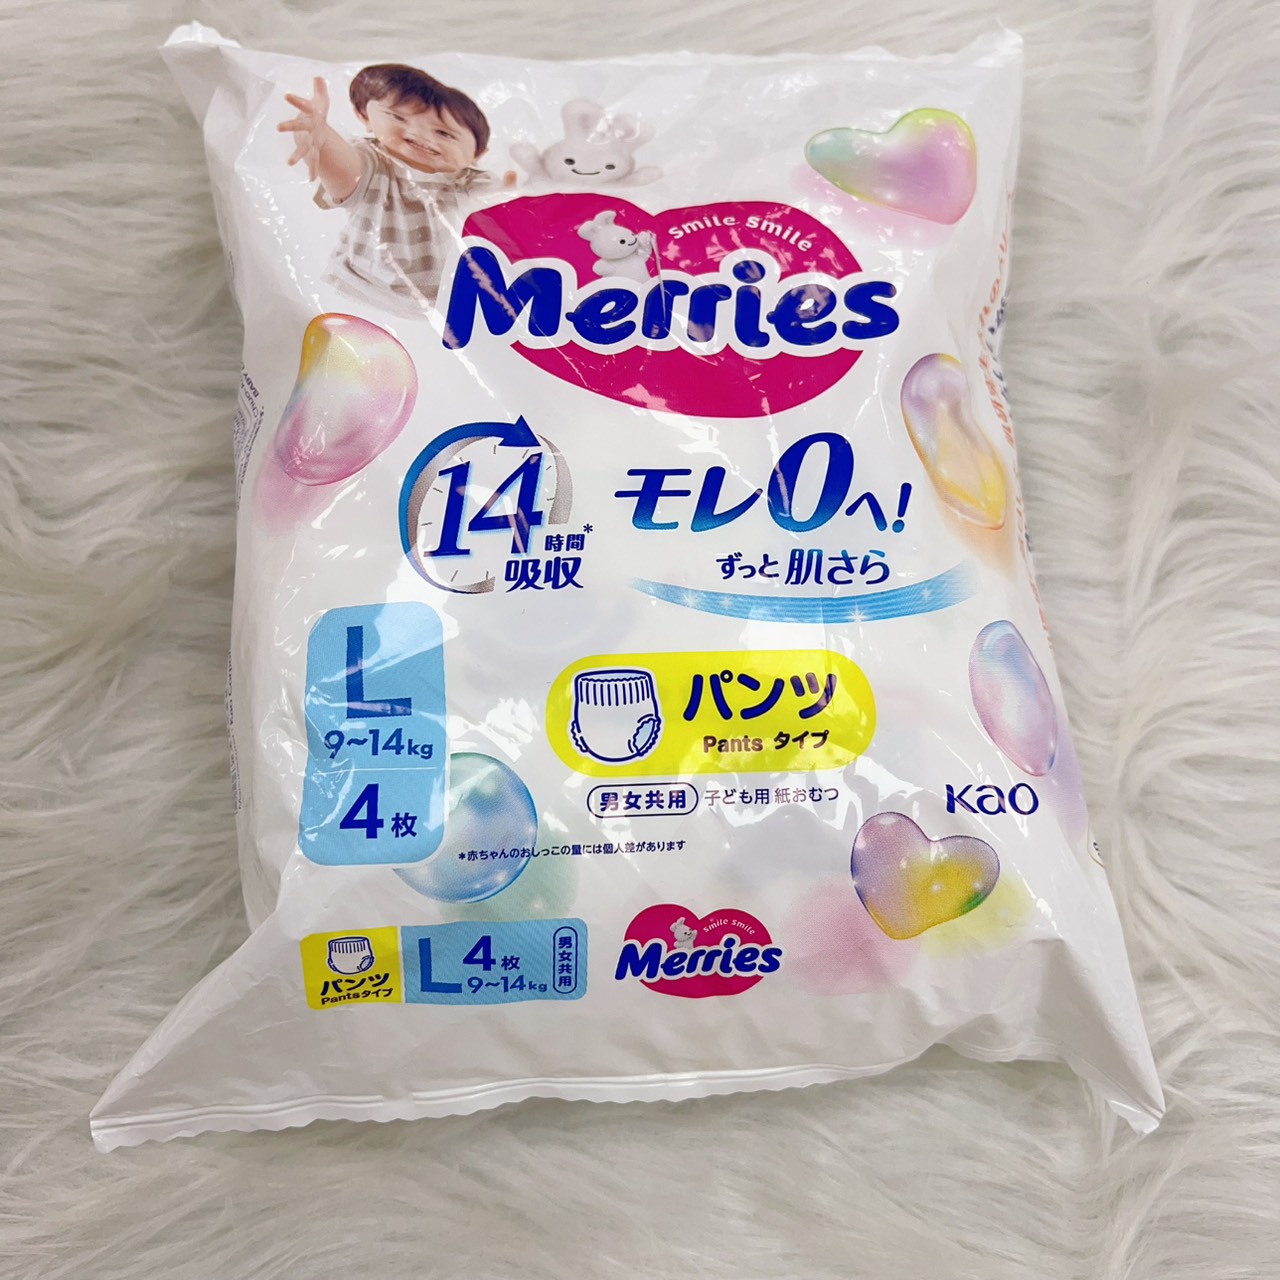 smile smile
Merries
14
時間*
吸収
モレ0へ!
ずっと肌さら
L
9~14kg
4枚
パンツ
Pants タイプ
男女共用 子ども用 紙おむつ
Kao
*赤ちゃんのおしっこの量には個人差があります
パンツ
Pantsタイプ
L 4枚
9~14kg
男女共用
smile smile
Merries